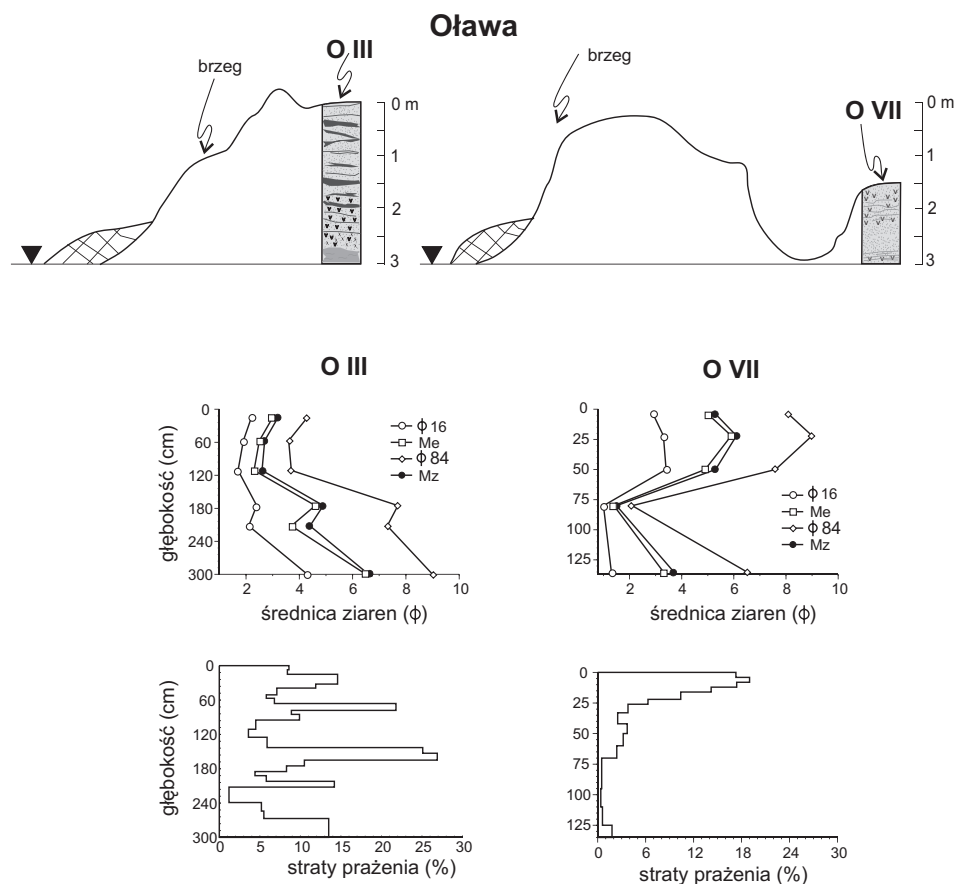 Oława
O III
brzeg
0 m
1
2
3
brzeg
O VII
0 m
1
2
3
O III
głębokość (cm)
0
60
120
180
240
300
ϕ 16
Me
ϕ 84
Mz
2 4 6 8 10
średnica ziaren (ϕ)
O VII
0
25
50
75
100
125
ϕ 16
Me
ϕ 84
Mz
2 4 6 8 10
średnica ziaren (ϕ)
głębokość (cm)
0
60
120
180
240
300
0 5 10 15 20 25 30
straty prażenia (%)
0
25
50
75
100
125
0 6 12 18 24 30
straty prażenia (%)